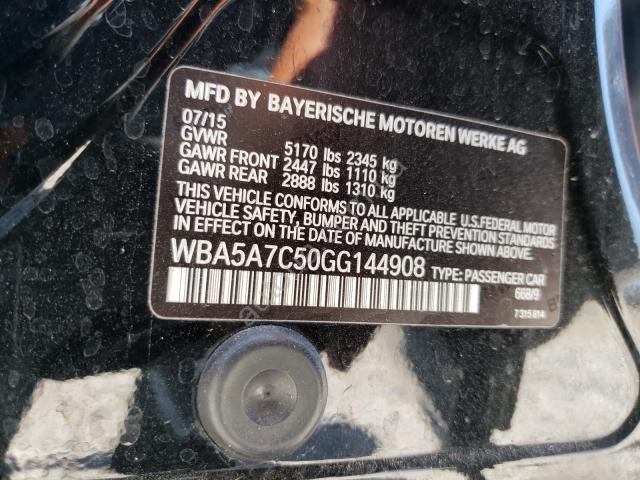 MFD BY BAYERISCHE MOTOREN WERKE AG
07/15
GVWR 5170 lbs 2345 kg
GAWR FRONT 2447 lbs 1110 kg
GAWR REAR 2888 lbs 1310 kg
THIS VEHICLE CONFORMS TO ALL APPLICABLE U.S.FEDERAL MOTOR
VEHICLE SAFETY, BUMPER AND THEFT PREVENTION STANDARDS
IN EFFECT ON THE DATE OF MANUFACTURE SHOWN ABOVE.
WBA5A7C50GG144908 TYPE: PASSENGER CAR
668/9
7315814